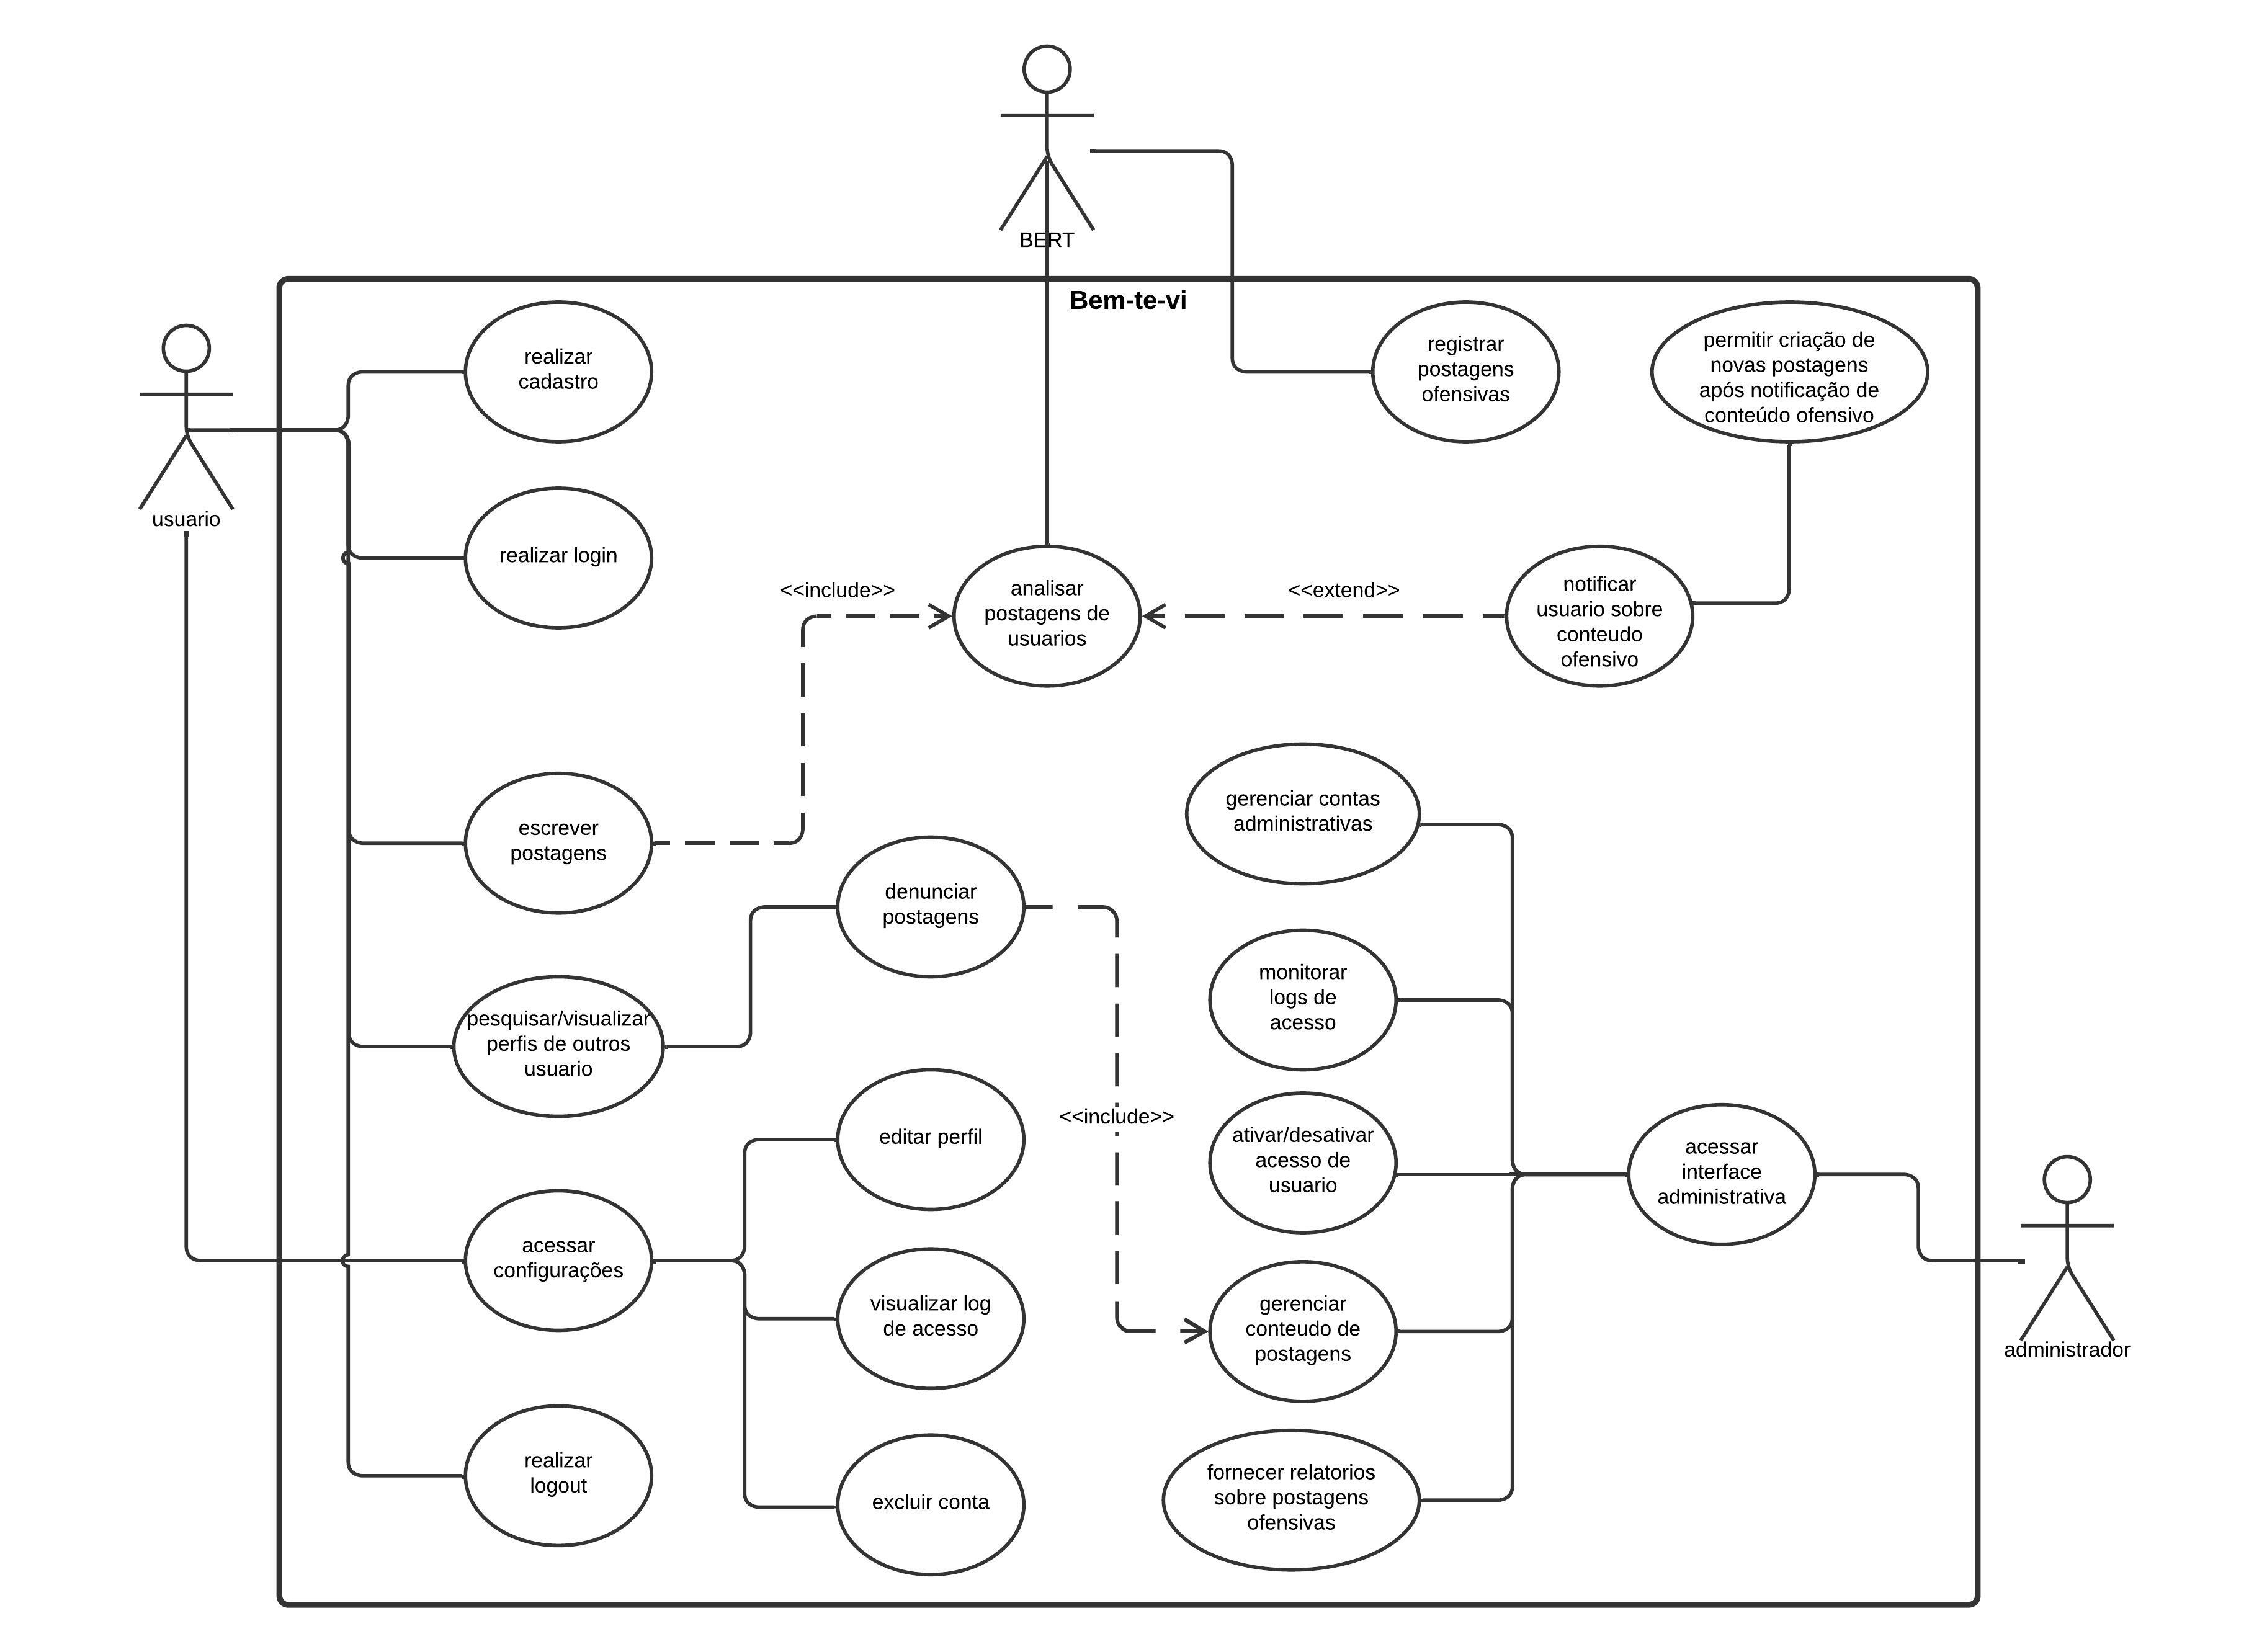 BERT
Bem-te-vi
usuario
realizar
cadastro
registrar
postagens
ofensivas
permitir criação de
novas postagens
após notificação de
conteúdo ofensivo
realizar login
<<include>>
analisar
postagens de
usuarios
<<extend>>
notificar
usuario sobre
conteudo
ofensivo
escrever
postagens
gerenciar contas
administrativas
denunciar
postagens
monitorar
logs de
acesso
pesquisar/visualizar
perfis de outros
usuario
editar perfil
<<include>>
ativar/desativar
acesso de
usuario
acessar
interface
administrativa
acessar
configurações
visualizar log
de acesso
gerenciar
conteudo de
postagens
administrador
realizar
logout
excluir conta
fornecer relatorios
sobre postagens
ofensivas